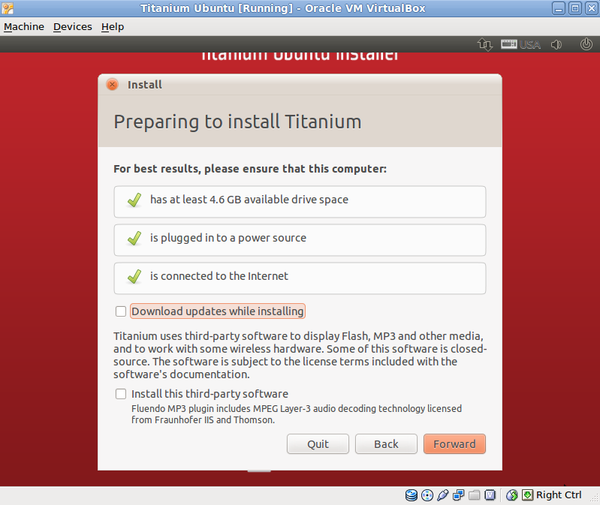 Titanium Ubuntu [Running] - Oracle VM VirtualBox
Machine Devices Help
USA
Titanium Ubuntu Installer
Install
Preparing to install Titanium
For best results, please ensure that this computer:
has at least 4.6 GB available drive space
is plugged in to a power source
is connected to the Internet
Download updates while installing
Titanium uses third-party software to display Flash, MP3 and other media,
and to work with some wireless hardware. Some of this software is closed-
source. The software is subject to the license terms included with the
software's documentation.
Install this third-party software
Fluendo MP3 plugin includes MPEG Layer-3 audio decoding technology licensed
from Fraunhofer IIS and Thomson.
Quit Back Forward
Right Ctrl